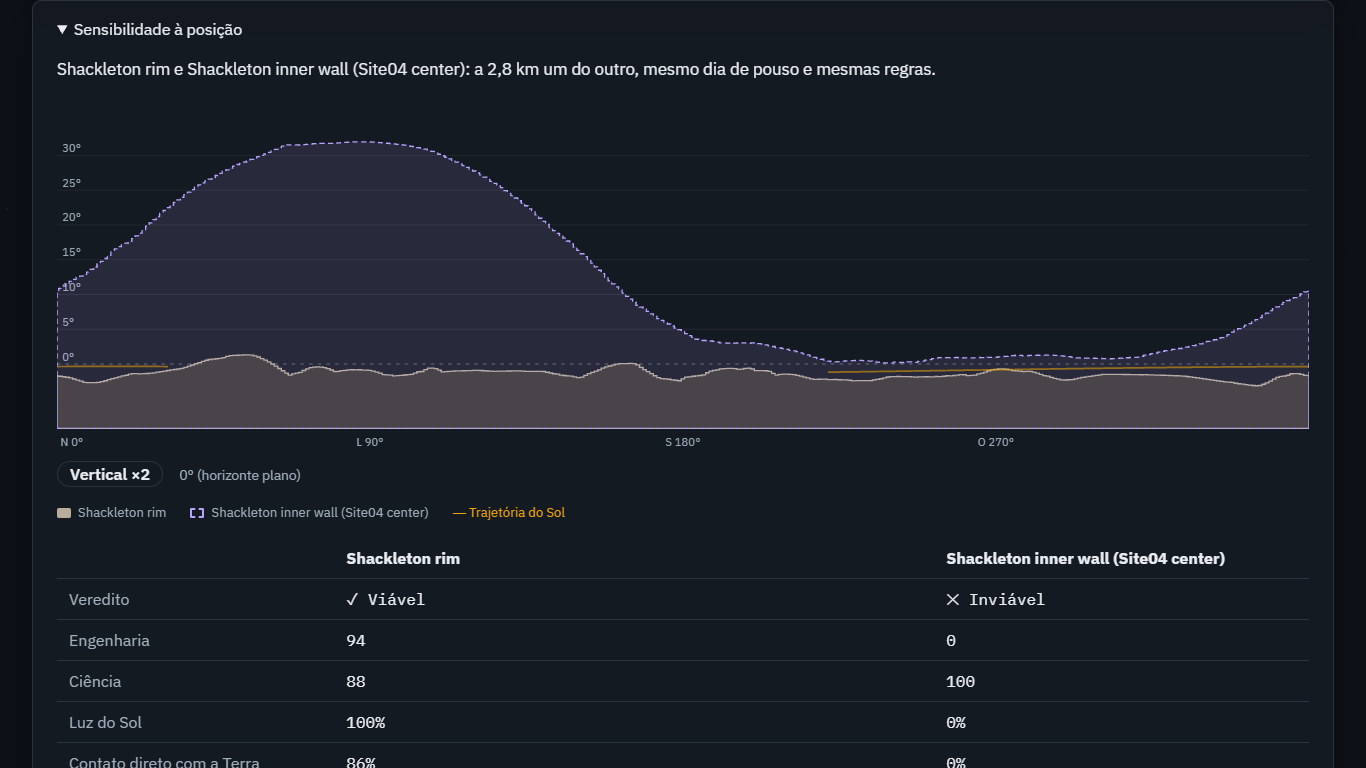 ▼ Sensibilidade à posição
Shackleton rim e Shackleton inner wall (Site04 center): a 2,8 km um do outro, mesmo dia de pouso e mesmas regras.
30°
25°
20°
15°
10°
5°
0°
N 0° L 90° S 180° O 270°
Vertical ×2 0° (horizonte plano)
Shackleton rim Shackleton inner wall (Site04 center) — Trajetória do Sol
Shackleton rim Shackleton inner wall (Site04 center)
Veredito ✓ Viável ✕ Inviável
Engenharia 94 0
Ciência 88 100
Luz do Sol 100% 0%
Contato direto com a Terra 86% 0%